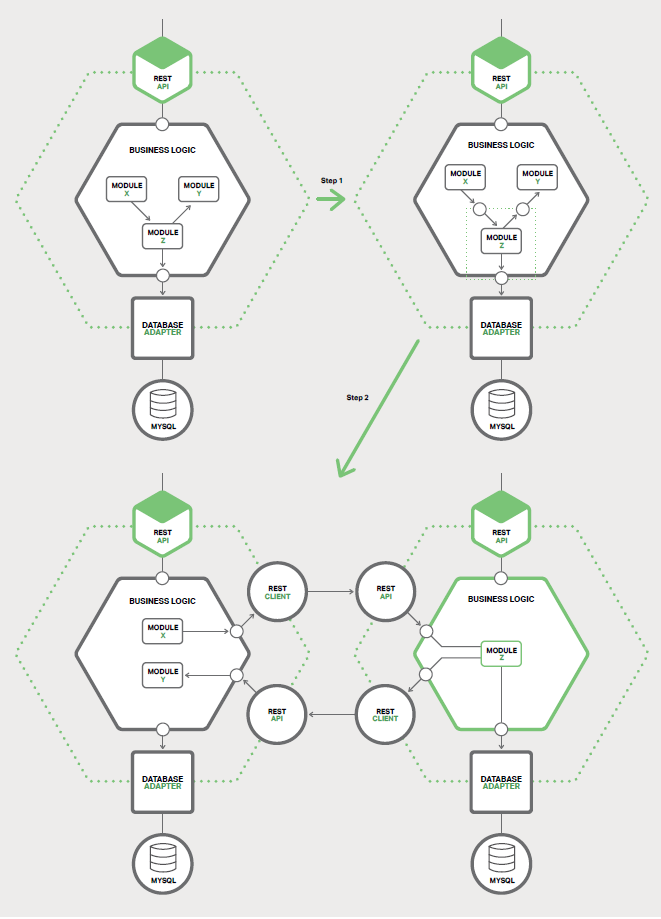 REST
API
REST
API
BUSINESS LOGIC
MODULE
X
MODULE
Y
MODULE
Z
Step 1
BUSINESS LOGIC
MODULE
X
MODULE
Y
MODULE
Z
DATABASE
ADAPTER
DATABASE
ADAPTER
MYSQL
MYSQL
Step 2
REST
API
REST
API
BUSINESS LOGIC
MODULE
X
MODULE
Y
REST
CLIENT
REST
API
REST
API
REST
CLIENT
BUSINESS LOGIC
MODULE
Z
DATABASE
ADAPTER
DATABASE
ADAPTER
MYSQL
MYSQL